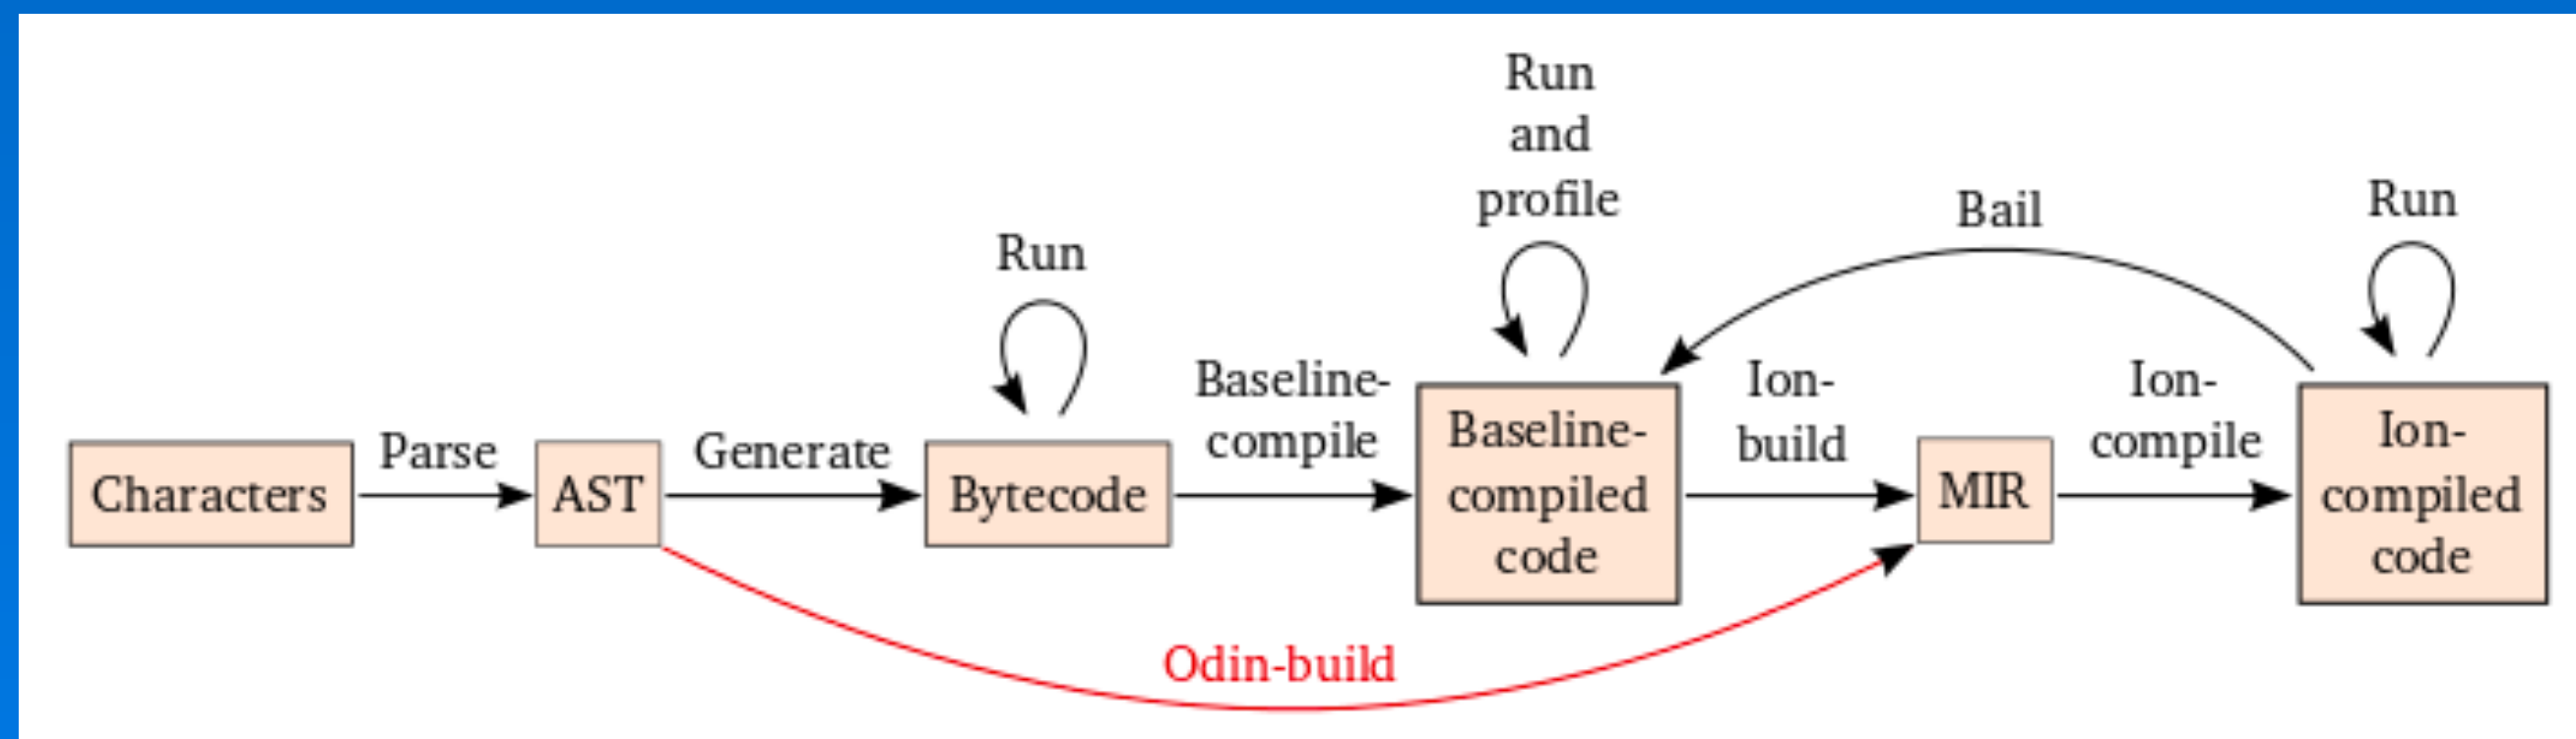 Run
and
profile
Run
Bail
Run
Baseline-
compile
Ion-
build
Ion-
compile
Parse
Generate
Characters
AST
Bytecode
Baseline-
compiled
code
MIR
Ion-
compiled
code
Odin-build